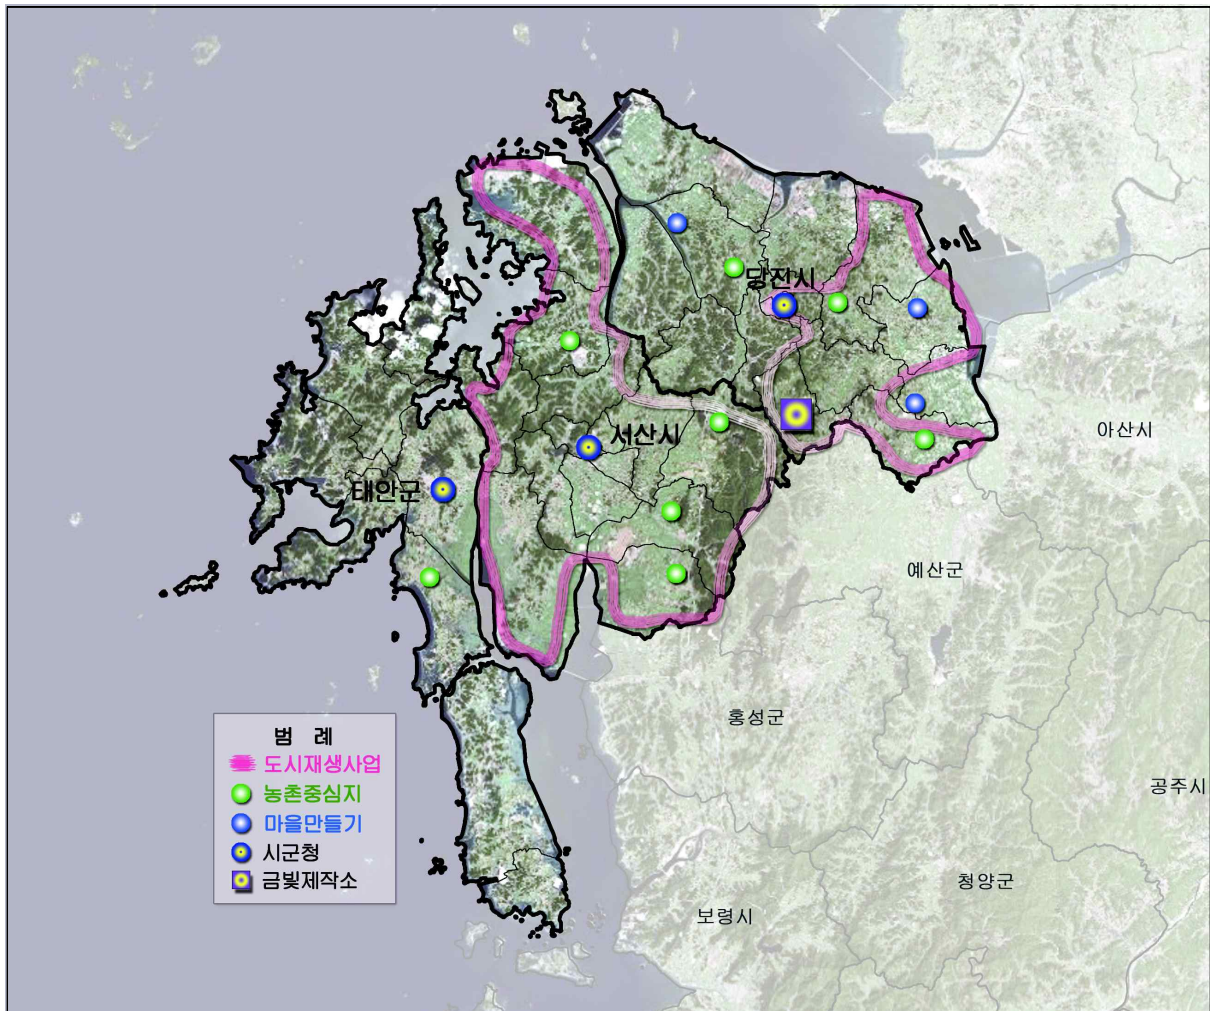 당진시
서산시
아산시
태안군
예산군
홍성군
공주시
청양군
보령시
범 례
도시재생사업
농촌중심지
마을만들기
시군청
금빛제작소